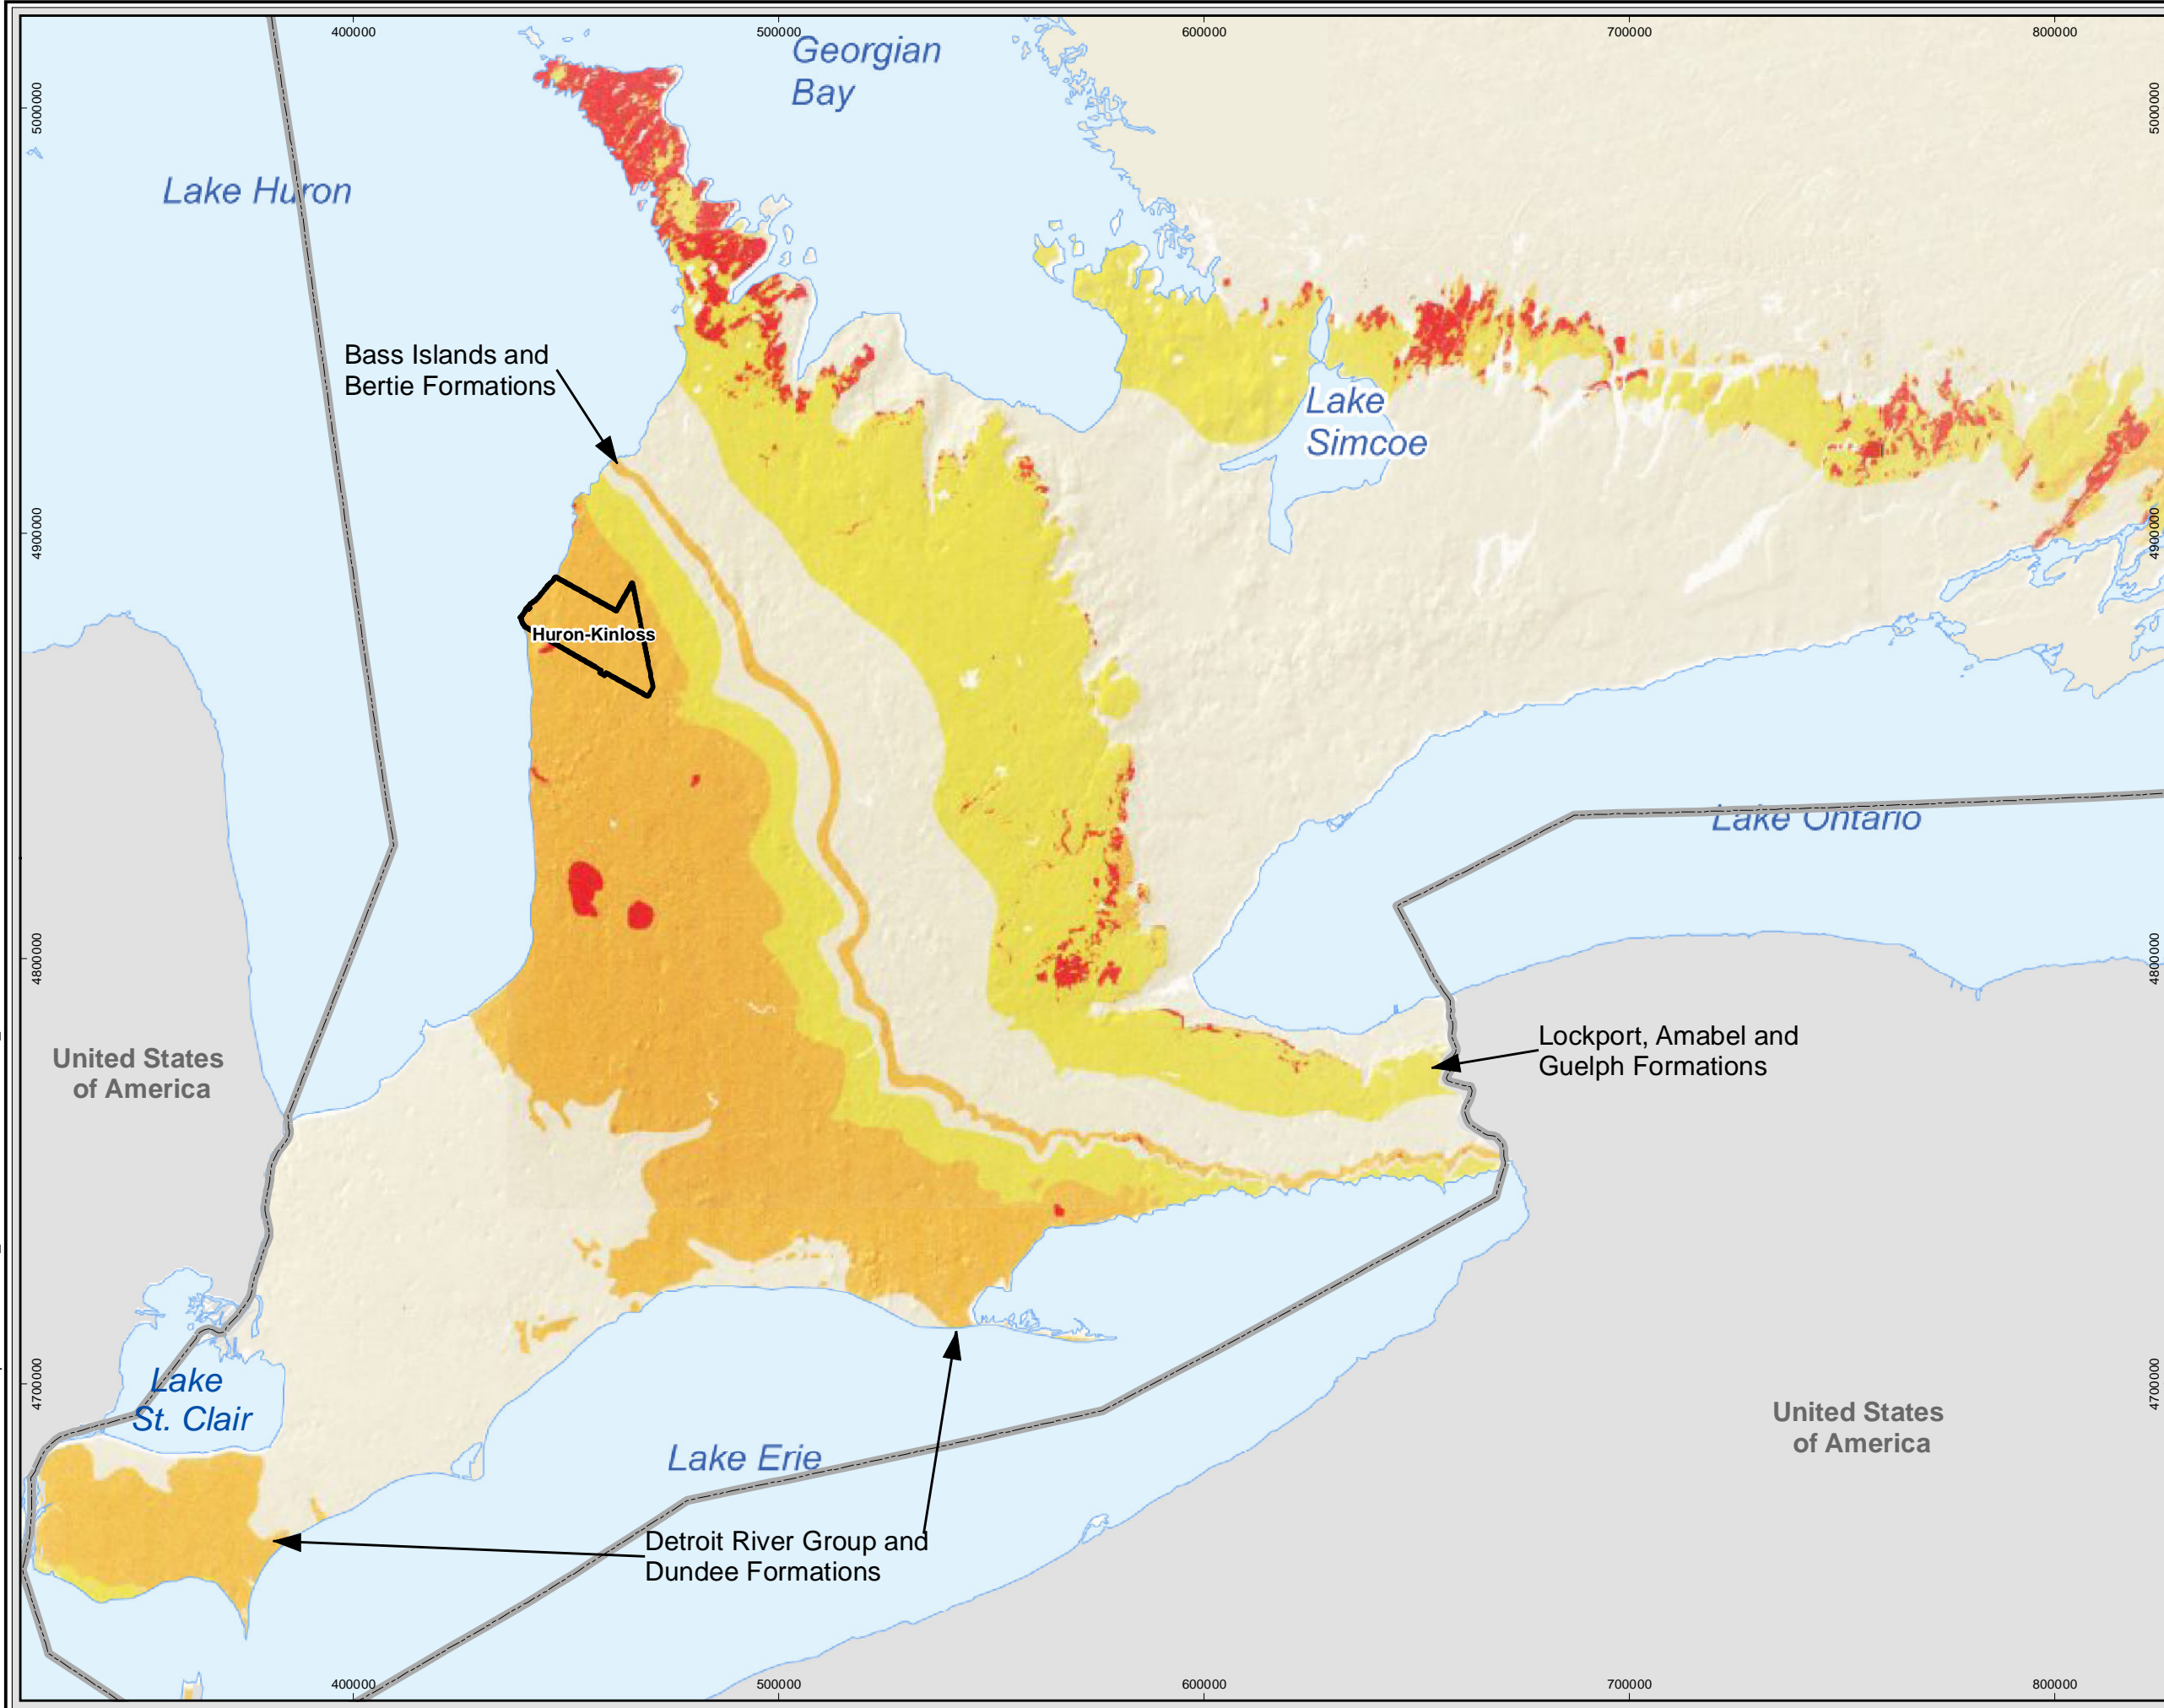 400000
500000
600000
700000
800000
Georgian
Bay
5000000
5000000
Lake Huron
Bass Islands and
Bertie Formations
Lake
Simcoe
4900000
4900000
Huron-Kinloss
Lake Ontario
4800000
4800000
United States
of America
Lockport, Amabel and
Guelph Formations
Lake
St. Clair
4700000
4700000
United States
of America
Lake Erie
Detroit River Group and
Dundee Formations
400000
500000
600000
700000
800000